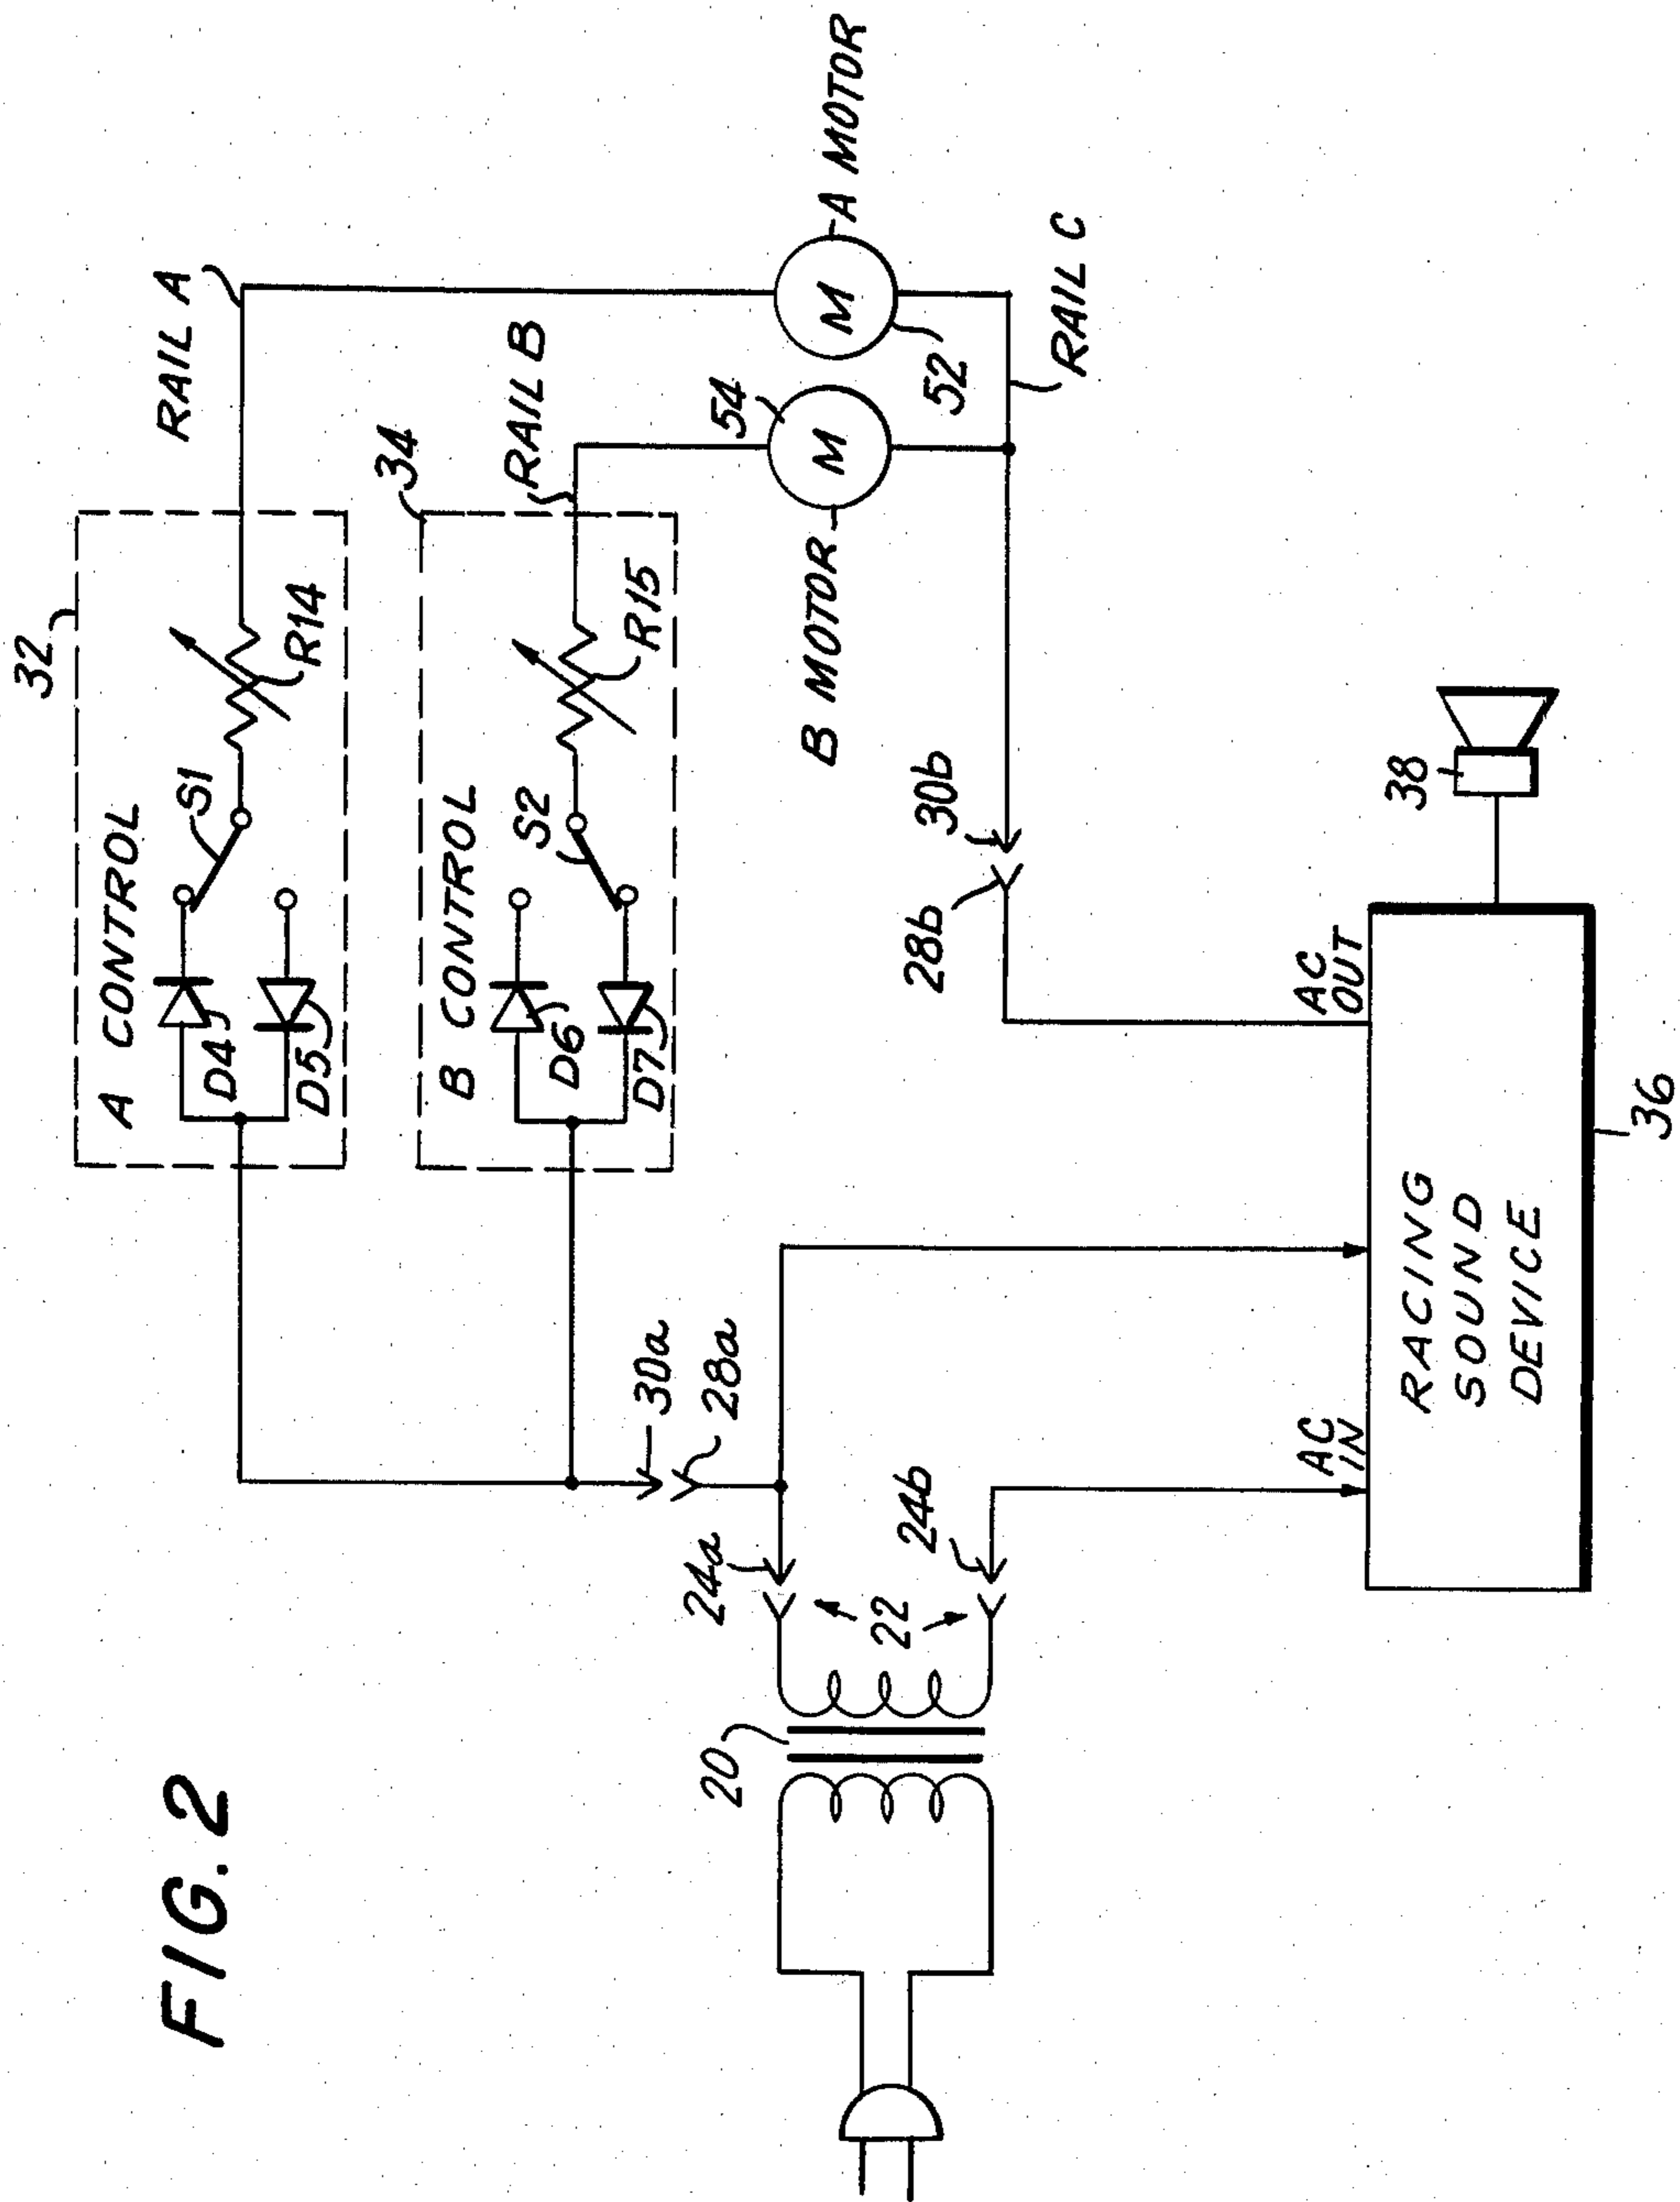 FIG. 2
32
A CONTROL
D4
D5
S1
R14
RAIL A
34
B CONTROL
D6
D7
S2
R15
RAIL B
30a
28a
24a
24b
22
20
B MOTOR
54
M
M
A MOTOR
52
RAIL C
28b
30b
AC
IN
AC
OUT
38
RACING
SOUND
DEVICE
36